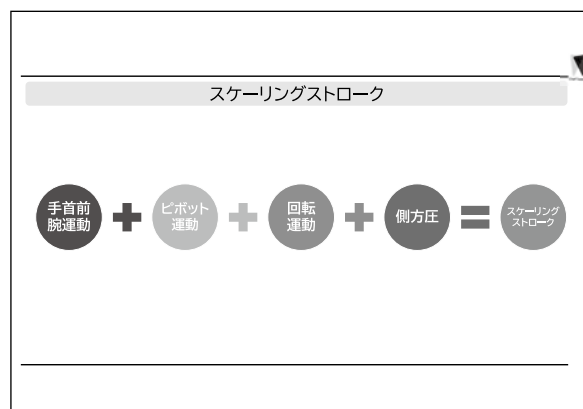 スケーリングストローク
手首前
腕運動
＋
ピボット
運動
＋
回転
運動
＋
側方圧
＝
スケーリング
ストローク